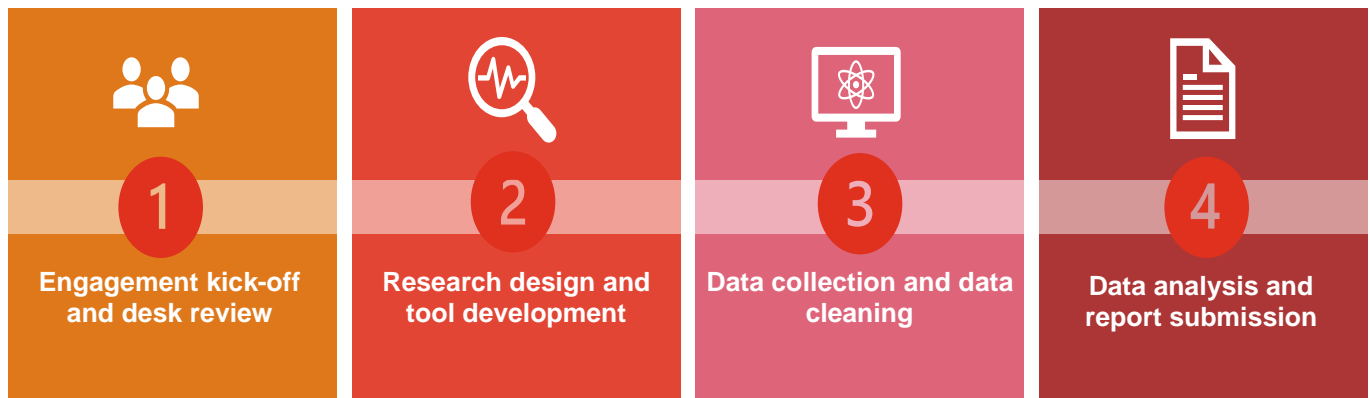 1
Engagement kick-off
and desk review
2
Research design and
tool development
3
Data collection and data
cleaning
4
Data analysis and
report submission